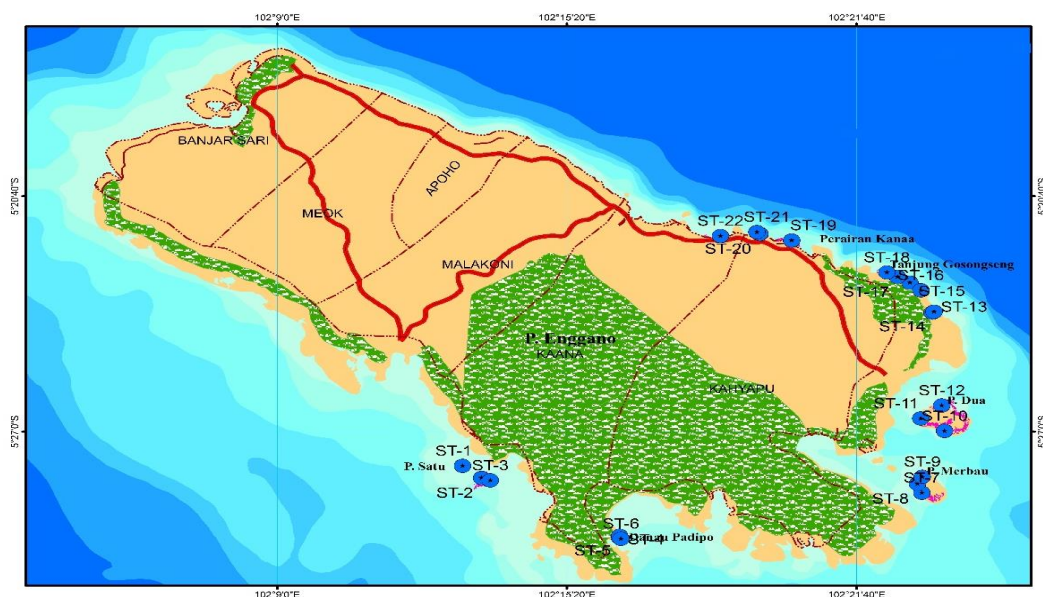 102°9'0"E
102°15'20"E
102°21'40"E
BANJAR SARI
5°20'40"S
5°20'40"S
APOHO
MEOK
ST-22
ST-21
ST-19
ST-20
Perairan Kanaa
MALAKONI
ST-18
Tanjung Gosongseng
ST-16
ST-17
ST-15
ST-13
ST-14
P. Enggano
KAANA
KAHYAPU
ST-12
P. Dua
ST-11
ST-10
5°27'0"S
5°27'0"S
ST-1
P. Satu
ST-3
ST-2
ST-9
P. Merbau
ST-7
ST-8
ST-6
Danau Padipo
ST-4
ST-5
102°9'0"E
102°15'20"E
102°21'40"E